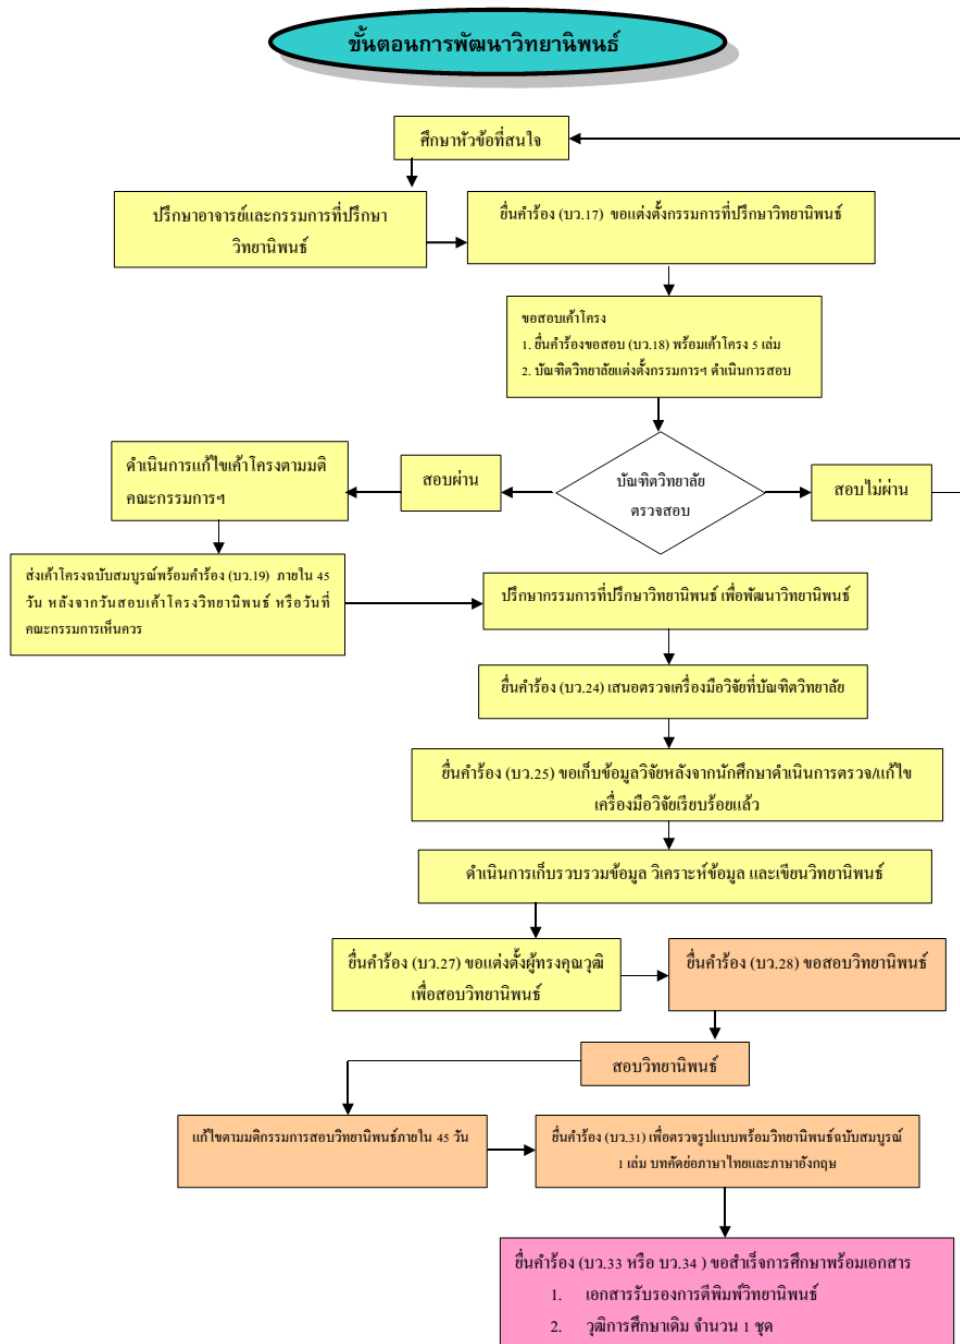 ขั้นตอนการพัฒนาวิทยานิพนธ์
ศึกษาหัวข้อที่สนใจ
ปรึกษาอาจารย์และกรรมการที่ปรึกษา
วิทยานิพนธ์
ยื่นคำร้อง (บว.17) ขอแต่งตั้งกรรมการที่ปรึกษาวิทยานิพนธ์
ขอสอบเค้าโครง
1. ยื่นคำร้องขอสอบ (บว.18) พร้อมเค้าโครง 5 เล่ม
2. บัณฑิตวิทยาลัยแต่งตั้งกรรมการฯ ดำเนินการสอบ
บัณฑิตวิทยาลัย
ตรวจสอบ
สอบผ่าน
สอบไม่ผ่าน
ดำเนินการแก้ไขเค้าโครงตามมติ
คณะกรรมการฯ
ส่งเค้าโครงฉบับสมบูรณ์พร้อมคำร้อง (บว.19) ภายใน 45
วัน หลังจากวันสอบเค้าโครงวิทยานิพนธ์ หรือวันที่
คณะกรรมการเห็นควร
ปรึกษากรรมการที่ปรึกษาวิทยานิพนธ์ เพื่อพัฒนาวิทยานิพนธ์
ยื่นคำร้อง (บว.24) เสนอตรวจเครื่องมือวิจัยที่บัณฑิตวิทยาลัย
ยื่นคำร้อง (บว.25) ขอเก็บข้อมูลวิจัยหลังจากนักศึกษาดำเนินการตรวจ/แก้ไข
เครื่องมือวิจัยเรียบร้อยแล้ว
ดำเนินการเก็บรวบรวมข้อมูล วิเคราะห์ข้อมูล และเขียนวิทยานิพนธ์
ยื่นคำร้อง (บว.27) ขอแต่งตั้งผู้ทรงคุณวุฒิ
เพื่อสอบวิทยานิพนธ์
ยื่นคำร้อง (บว.28) ขอสอบวิทยานิพนธ์
สอบวิทยานิพนธ์
แก้ไขตามมติกรรมการสอบวิทยานิพนธ์ภายใน 45 วัน
ยื่นคำร้อง (บว.31) เพื่อตรวจรูปแบบพร้อมวิทยานิพนธ์ฉบับสมบูรณ์
1 เล่ม บทคัดย่อภาษาไทยและภาษาอังกฤษ
ยื่นคำร้อง (บว.33 หรือ บว.34 ) ขอสำเร็จการศึกษาพร้อมเอกสาร
1. เอกสารรับรองการตีพิมพ์วิทยานิพนธ์
2. วุฒิการศึกษาเดิม จำนวน 1 ชุด